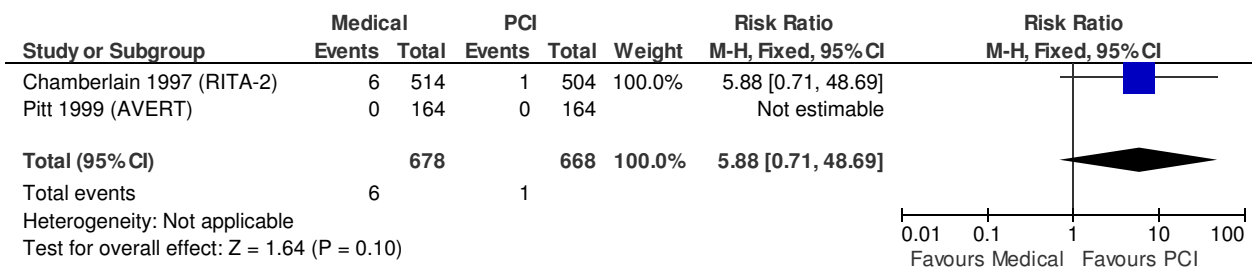 Medical PCI Risk Ratio Risk Ratio
Study or Subgroup Events Total Events Total Weight M-H, Fixed, 95% CI M-H, Fixed, 95% CI
Chamberlain 1997 (RITA-2) 6 514 1 504 100.0% 5.88 [0.71, 48.69]
Pitt 1999 (AVERT) 0 164 0 164 Not estimable
Total (95% CI) 678 668 100.0% 5.88 [0.71, 48.69]
Total events 6 1
Heterogeneity: Not applicable
Test for overall effect: Z = 1.64 (P = 0.10)
0.01 0.1 1 10 100
Favours Medical Favours PCI